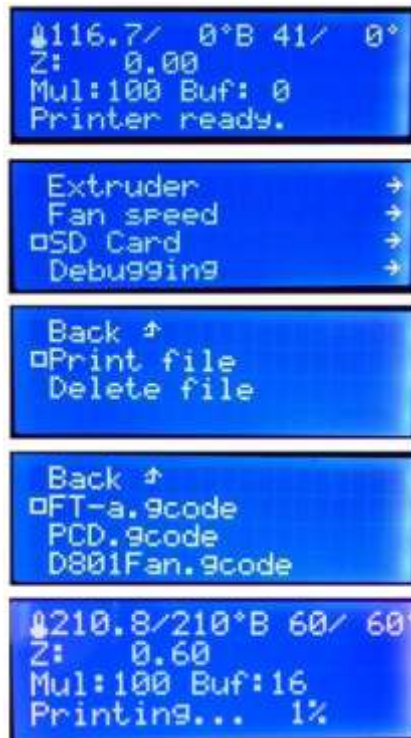 116.7/ 0°B 41/ 0°
Z: 0.00
Mul:100 Buf: 0
Printer ready.
Extruder →
Fan speed →
SD Card →
Debugging →
Back
Print file
Delete file
Back
FT-a.gcode
PCD.gcode
D801Fan.gcode
210.8/210°B 60/ 60°
Z: 0.60
Mul:100 Buf:16
Printing... 1%